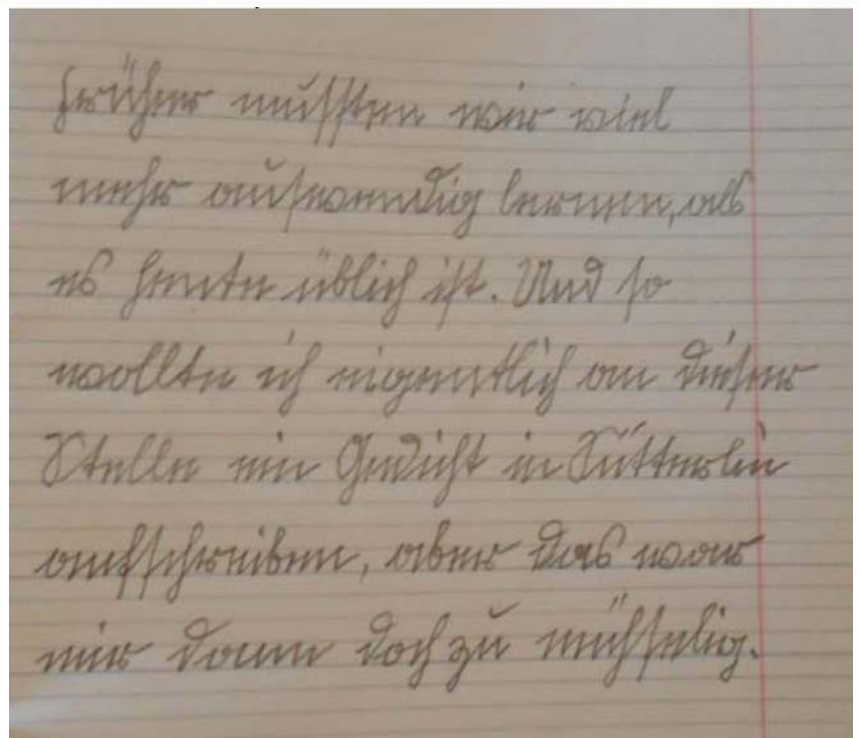 Früher mussten wir viel
mehr auswendig lernen, als
es heute üblich ist. Und so
wollte ich eigentlich an dieser
Stelle ein Gedicht in Sütterlin
aufschreiben, aber das war
mir dann doch zu mühselig.